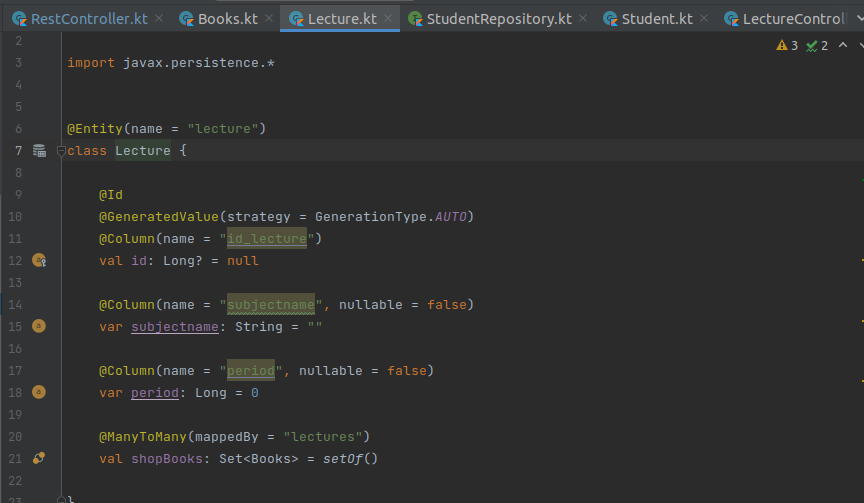 RestController.kt Books.kt Lecture.kt StudentRepository.kt Student.kt LectureControll
3 2
2
3 import javax.persistence.*
4
5
6 @Entity(name = "lecture")
7 class Lecture {
8
9 @Id
10 @GeneratedValue(strategy = GenerationType.AUTO)
11 @Column(name = "id_lecture")
12 val id: Long? = null
13
14 @Column(name = "subjectname", nullable = false)
15 var subjectname: String = ""
16
17 @Column(name = "period", nullable = false)
18 var period: Long = 0
19
20 @ManyToMany(mappedBy = "lectures")
21 val shopBooks: Set<Books> = setOf()
22
23 }